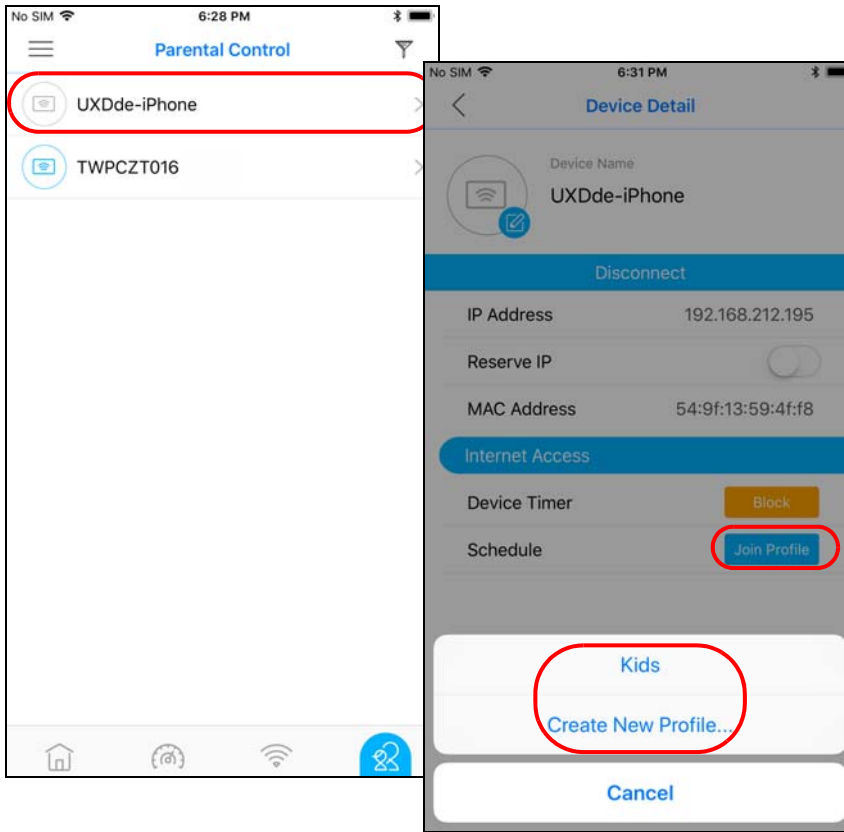 No SIM 6:28 PM
Parental Control
UXDde-iPhone
TWPCZT016
No SIM 6:31 PM
Device Detail
Device Name
UXDde-iPhone
Disconnect
IP Address 192.168.212.195
Reserve IP
MAC Address 54:9f:13:59:4f:f8
Internet Access
Device Timer Block
Schedule Join Profile
Kids
Create New Profile...
Cancel